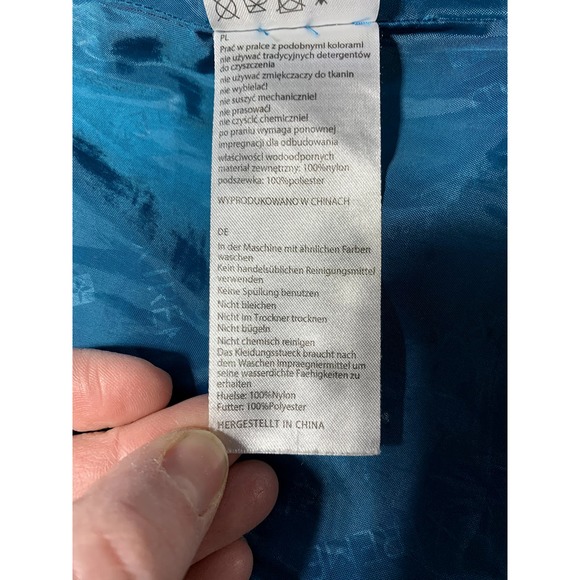 PL
Prać w pralce z podobnymi kolorami
nie używać tradycyjnych detergentów
do czyszczenia
nie używać zmiękczaczy do tkanin
nie wybielać!
nie suszyć mechanicznie!
nie prasować!
nie czyścić chemicznie!
po praniu wymaga ponownej
impregnacji dla odbudowania
właściwości wodoodpornych
materiał zewnętrzny: 100%nylon
podszewka: 100%poliester
WYPRODUKOWANO W CHINACH
DE
In der Maschine mit ähnlichen Farben
waschen
Kein handelsüblichen Reinigungsmittel
verwenden
Keine Spüllung benutzen
Nicht bleichen
Nicht im Torckner trocknen
Nicht bügeln
Nicht chemisch reinigen
Das Kleidungsstueck braucht nach
dem Waschen Impraegniermittel um
seine wasserdichte Faehigkeiten zu
erhalten
Huelse: 100%Nylon
Futter: 100%Polyester
HERGESTELLT IN CHINA